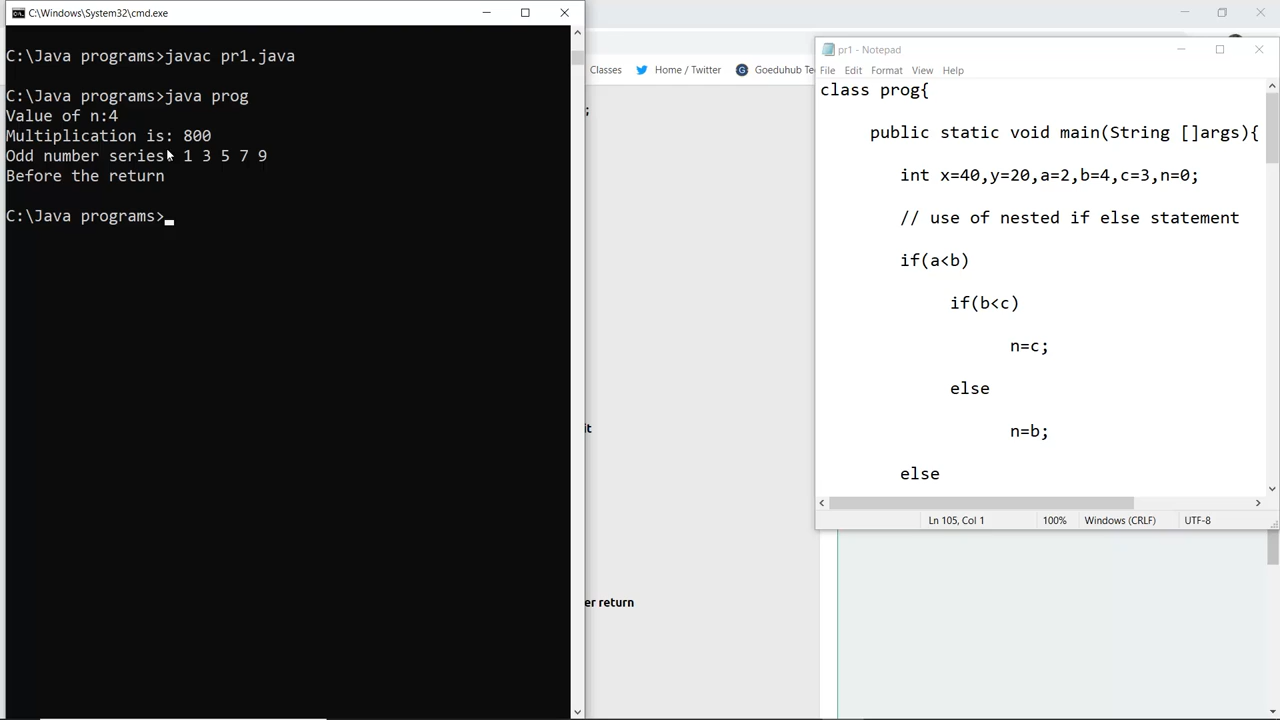 C:\Windows\System32\cmd.exe
C:\Java programs>javac pr1.java
C:\Java programs>java prog
Value of n:4
Multiplication is: 800
Odd number series: 1 3 5 7 9
Before the return
C:\Java programs>
Classes
Home / Twitter
Goeduhub Te
;
it
er return
pr1 - Notepad
File Edit Format View Help
class prog{
public static void main(String []args){
int x=40,y=20,a=2,b=4,c=3,n=0;
// use of nested if else statement
if(a<b)
if(b<c)
n=c;
else
n=b;
else
Ln 105, Col 1 100% Windows (CRLF) UTF-8